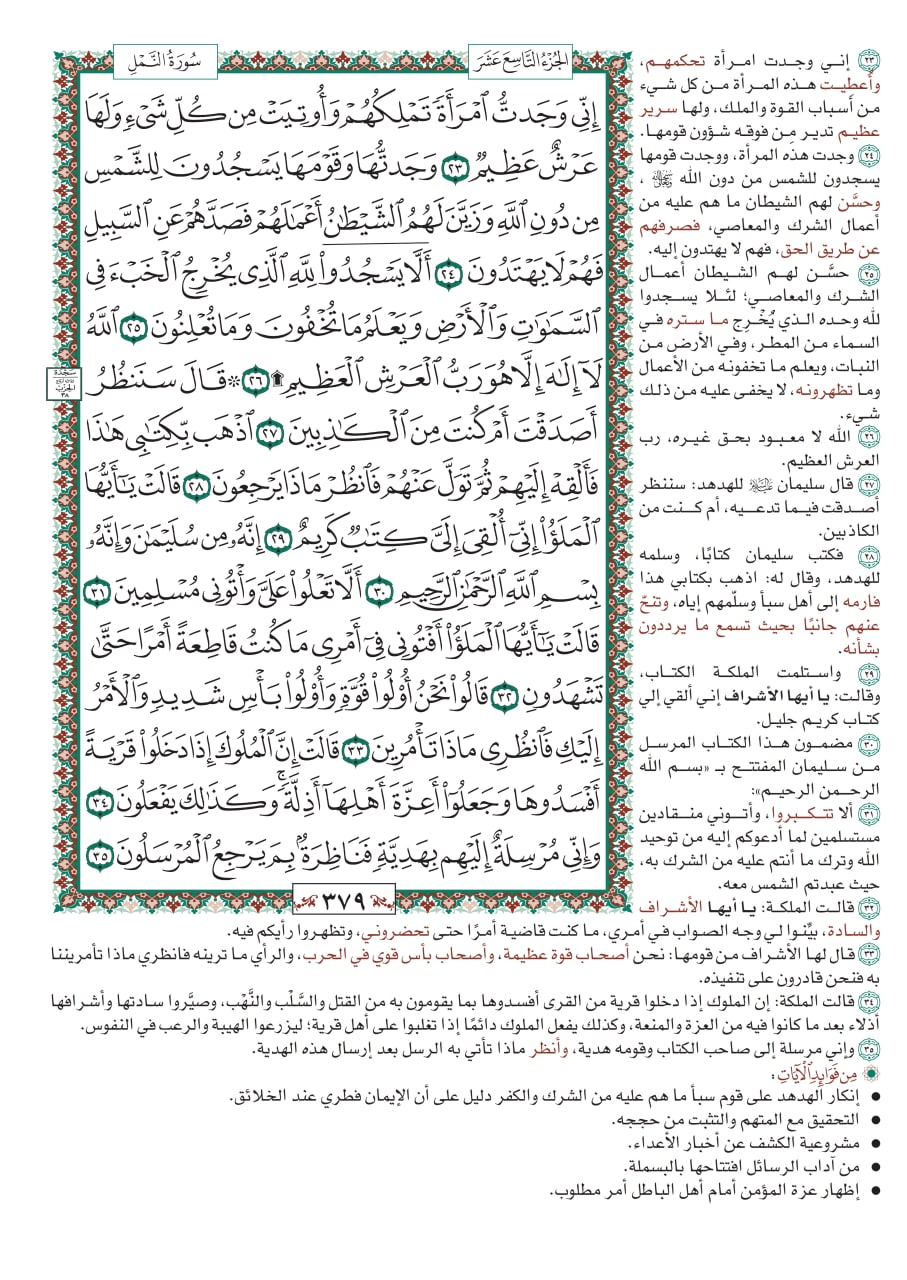 سُورَةُ النَّمْلِ
الجُزْءُ التَّاسِعَ عَشَرَ
إِنِّي وَجَدتُّ ٱمْرَأَةً تَمْلِكُهُمْ وَأُوتِيَتْ مِن كُلِّ شَىْءٍ وَلَهَا
عَرْشٌ عَظِيمٌ ۝٢٣ وَجَدتُّهَا وَقَوْمَهَا يَسْجُدُونَ لِلشَّمْسِ
مِن دُونِ ٱللَّهِ وَزَيَّنَ لَهُمُ ٱلشَّيْطَٰنُ أَعْمَٰلَهُمْ فَصَدَّهُمْ عَنِ ٱلسَّبِيلِ
فَهُمْ لَا يَهْتَدُونَ ۝٢٤ أَلَّا يَسْجُدُوا۟ لِلَّهِ ٱلَّذِى يُخْرِجُ ٱلْخَبْءَ فِى
ٱلسَّمَٰوَٰتِ وَٱلْأَرْضِ وَيَعْلَمُ مَا تُخْفُونَ وَمَا تُعْلِنُونَ ۝٢٥ ٱللَّهُ
لَآ إِلَٰهَ إِلَّا هُوَ رَبُّ ٱلْعَرْشِ ٱلْعَظِيمِ ۩ ۝٢٦ ۞ قَالَ سَنَنظُرُ
أَصَدَقْتَ أَمْ كُنتَ مِنَ ٱلْكَٰذِبِينَ ۝٢٧ ٱذْهَب بِّكِتَٰبِى هَٰذَا
فَأَلْقِهْ إِلَيْهِمْ ثُمَّ تَوَلَّ عَنْهُمْ فَٱنظُرْ مَاذَا يَرْجِعُونَ ۝٢٨ قَالَتْ يَٰٓأَيُّهَا
ٱلْمَلَؤُا۟ إِنِّىٓ أُلْقِىَ إِلَىَّ كِتَٰبٌ كَرِيمٌ ۝٢٩ إِنَّهُۥ مِن سُلَيْمَٰنَ وَإِنَّهُۥ
بِسْمِ ٱللَّهِ ٱلرَّحْمَٰنِ ٱلرَّحِيمِ ۝٣٠ أَلَّا تَعْلُوا۟ عَلَىَّ وَأْتُونِى مُسْلِمِينَ ۝٣١
قَالَتْ يَٰٓأَيُّهَا ٱلْمَلَؤُا۟ أَفْتُونِى فِىٓ أَمْرِى مَا كُنتُ قَاطِعَةً أَمْرًا حَتَّىٰ
تَشْهَدُونِ ۝٣٢ قَالُوا۟ نَحْنُ أُو۟لُوا۟ قُوَّةٍ وَأُو۟لُوا۟ بَأْسٍ شَدِيدٍ وَٱلْأَمْرُ
إِلَيْكِ فَٱنظُرِى مَاذَا تَأْمُرِينَ ۝٣٣ قَالَتْ إِنَّ ٱلْمُلُوكَ إِذَا دَخَلُوا۟ قَرْيَةً
أَفْسَدُوهَا وَجَعَلُوٓا۟ أَعِزَّةَ أَهْلِهَآ أَذِلَّةً ۖ وَكَذَٰلِكَ يَفْعَلُونَ ۝٣٤
وَإِنِّى مُرْسِلَةٌ إِلَيْهِم بِهَدِيَّةٍ فَنَاظِرَةٌۢ بِمَ يَرْجِعُ ٱلْمُرْسَلُونَ ۝٣٥
٣٧٩
٢٣ إني وجدت امرأة تحكمهم،
وأعطيت هذه المرأة من كل شيء
من أسباب القوة والملك، ولها سرير
عظيم تدير من فوقه شؤون قومها.
٢٤ وجدت هذه المرأة، ووجدت قومها
يسجدون للشمس من دون الله ،
وحسَّن لهم الشيطان ما هم عليه من
أعمال الشرك والمعاصي، فصرفهم
عن طريق الحق، فهم لا يهتدون إليه.
٢٥ حسَّن لهم الشيطان أعمال
الشرك والمعاصي؛ لئلا يسجدوا
لله وحده الذي يُخْرِج ما ستره في
السماء من المطر، وفي الأرض من
النبات، ويعلم ما تخفونه من الأعمال
وما تظهرونه، لا يخفى عليه من ذلك
شيء.
٢٦ الله لا معبود بحق غيره، رب
العرش العظيم.
٢٧ قال سليمان للهدهد: سننظر
أصدقت فيما تدعيه، أم كنت من
الكاذبين.
٢٨ فكتب سليمان كتابًا، وسلمه
للهدهد، وقال له: اذهب بكتابي هذا
فارمه إلى أهل سبأ وسلّمهم إياه، وتنحّ
عنهم جانبًا بحيث تسمع ما يرددون
بشأنه.
٢٩ واستلمت الملكة الكتاب،
وقالت: يا أيها الأشراف إني ألقي إلي
كتاب كريم جليل.
٣٠ مضمون هذا الكتاب المرسل
من سليمان المفتتح بـ «بسم الله
الرحمن الرحيم»:
٣١ ألا تتكبروا، وأتوني منقادين
مستسلمين لما أدعوكم إليه من توحيد
الله وترك ما أنتم عليه من الشرك به،
حيث عبدتم الشمس معه.
٣٢ قالت الملكة: يا أيها الأشراف
والسادة، بيِّنوا لي وجه الصواب في أمري، ما كنت قاضية أمرًا حتى تحضروني، وتظهروا رأيكم فيه.
٣٣ قال لها الأشراف من قومها: نحن أصحاب قوة عظيمة، وأصحاب بأس قوي في الحرب، والرأي ما ترينه فانظري ماذا تأمريننا
به فنحن قادرون على تنفيذه.
٣٤ قالت الملكة: إن الملوك إذا دخلوا قرية من القرى أفسدوها بما يقومون به من القتل والسَّلْب والنَّهْب، وصيَّروا سادتها وأشرافها
أذلاء بعد ما كانوا فيه من العزة والمنعة، وكذلك يفعل الملوك دائمًا إذا تغلبوا على أهل قرية؛ ليزرعوا الهيبة والرعب في النفوس.
٣٥ وإني مرسلة إلى صاحب الكتاب وقومه هدية، وأنظر ماذا تأتي به الرسل بعد إرسال هذه الهدية.
مِن فَوَائِدِ الآيَاتِ:
● إنكار الهدهد على قوم سبأ ما هم عليه من الشرك والكفر دليل على أن الإيمان فطري عند الخلائق.
● التحقيق مع المتهم والتثبت من حججه.
● مشروعية الكشف عن أخبار الأعداء.
● من آداب الرسائل افتتاحها بالبسملة.
● إظهار عزة المؤمن أمام أهل الباطل أمر مطلوب.